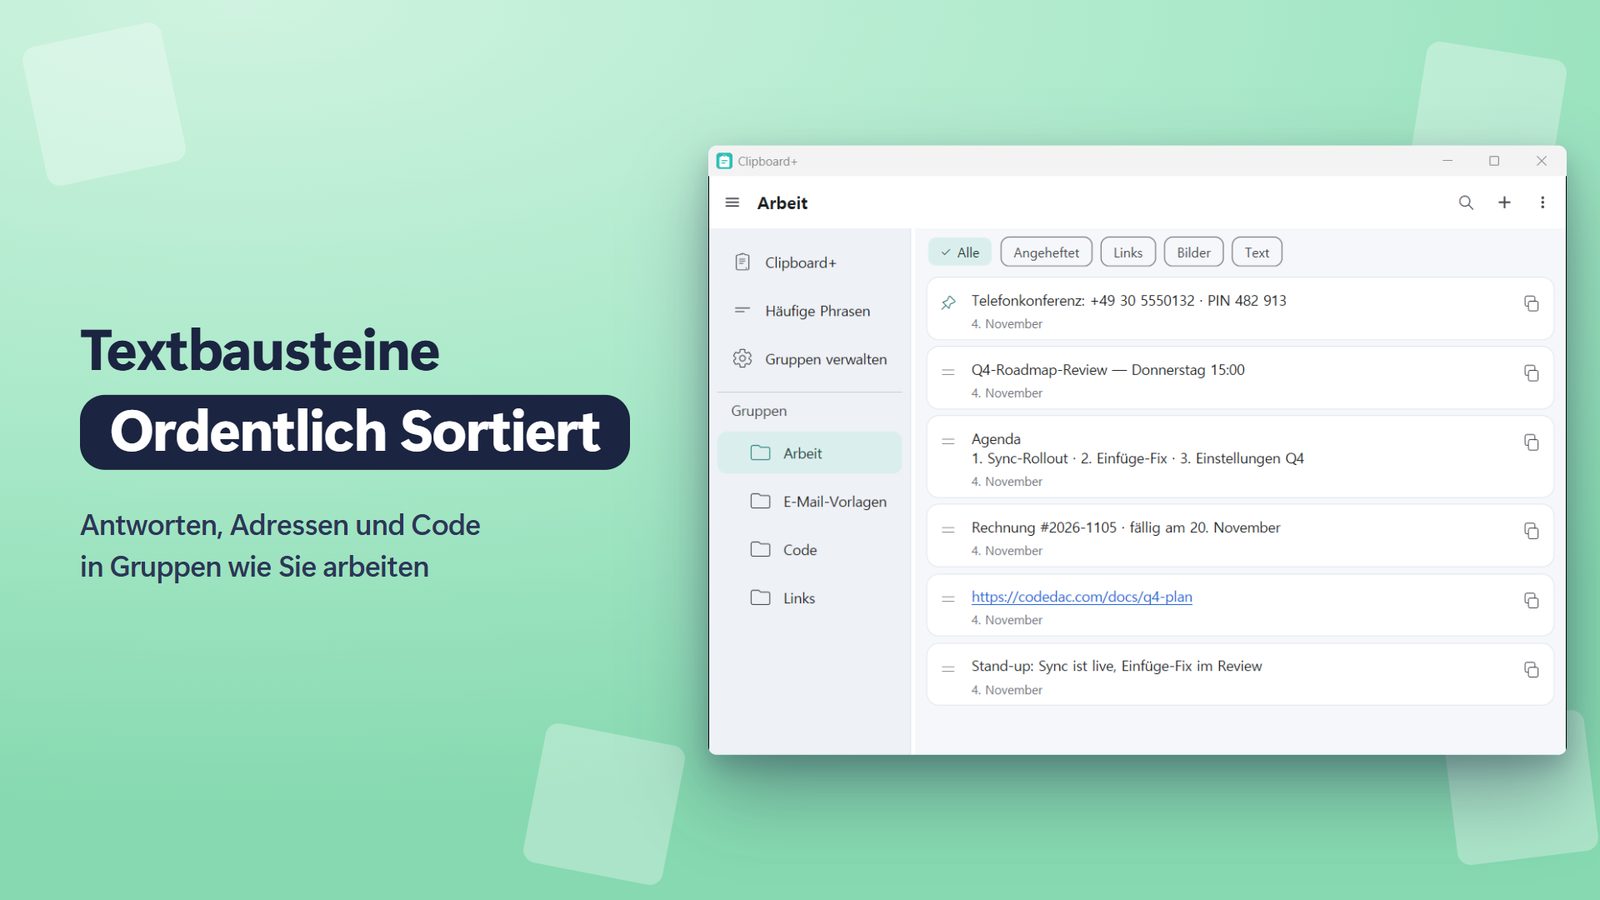 Textbausteine
Ordentlich Sortiert
Antworten, Adressen und Code
in Gruppen wie Sie arbeiten
Clipboard+
Arbeit
Clipboard+
Häufige Phrasen
Gruppen verwalten
Gruppen
Arbeit
E-Mail-Vorlagen
Code
Links
Alle
Angeheftet
Links
Bilder
Text
Telefonkonferenz: +49 30 5550132 · PIN 482 913
4. November
Q4-Roadmap-Review — Donnerstag 15:00
4. November
Agenda
1. Sync-Rollout · 2. Einfüge-Fix · 3. Einstellungen Q4
4. November
Rechnung #2026-1105 · fällig am 20. November
4. November
https://codedac.com/docs/q4-plan
4. November
Stand-up: Sync ist live, Einfüge-Fix im Review
4. November